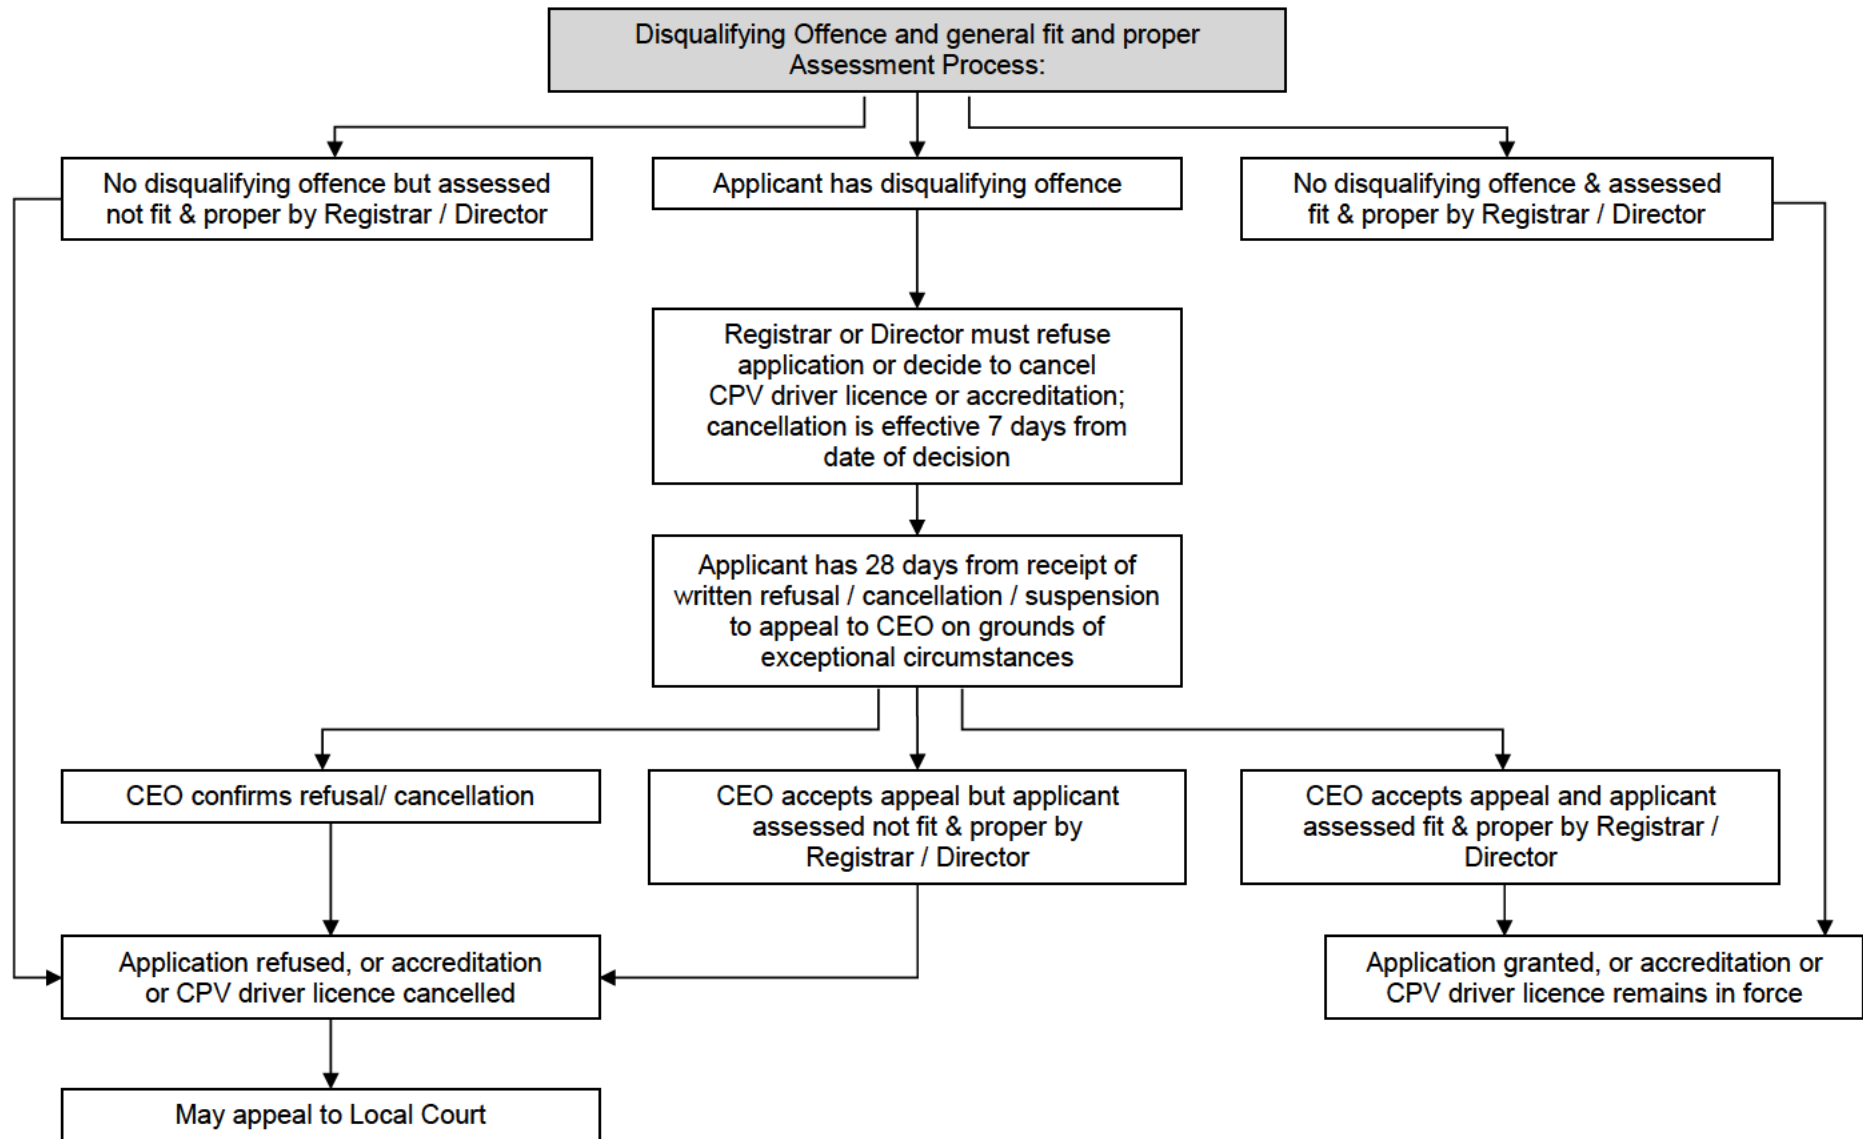 Disqualifying Offence and general fit and proper
Assessment Process:
No disqualifying offence but assessed
not fit & proper by Registrar / Director
Applicant has disqualifying offence
No disqualifying offence & assessed
fit & proper by Registrar / Director
Registrar or Director must refuse
application or decide to cancel
CPV driver licence or accreditation;
cancellation is effective 7 days from
date of decision
Applicant has 28 days from receipt of
written refusal / cancellation / suspension
to appeal to CEO on grounds of
exceptional circumstances
CEO confirms refusal/ cancellation
CEO accepts appeal but applicant
assessed not fit & proper by
Registrar / Director
CEO accepts appeal and applicant
assessed fit & proper by Registrar /
Director
Application refused, or accreditation
or CPV driver licence cancelled
Application granted, or accreditation or
CPV driver licence remains in force
May appeal to Local Court